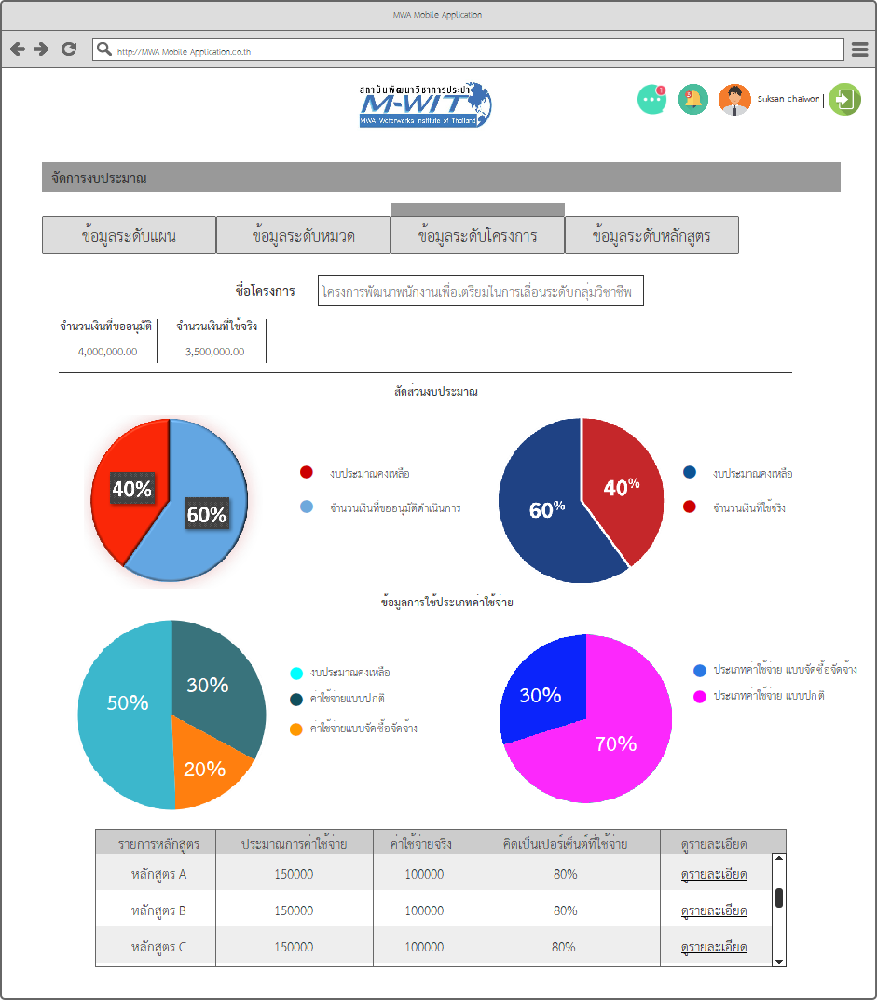 MWA Mobile Application
http://MWA Mobile Application.co.th
สถาบันพัฒนาวิชาการประปา
M-WIT
MWA Waterworks Institute of Thailand
1
3
Suksan chaiwon
จัดการงบประมาณ
ข้อมูลระดับแผน
ข้อมูลระดับหมวด
ข้อมูลระดับโครงการ
ข้อมูลระดับหลักสูตร
ชื่อโครงการ
โครงการพัฒนาพนักงานเพื่อเตรียมในการเลื่อนระดับกลุ่มวิชาชีพ
จำนวนเงินที่ขออนุมัติ
จำนวนเงินที่ใช้จริง
4,000,000.00
3,500,000.00
สัดส่วนงบประมาณ
40%
60%
งบประมาณคงเหลือ
จำนวนเงินที่ขออนุมัติดำเนินการ
60%
40%
งบประมาณคงเหลือ
จำนวนเงินที่ใช้จริง
ข้อมูลการใช้ประเภทค่าใช้จ่าย
50%
30%
20%
งบประมาณคงเหลือ
ค่าใช้จ่ายแบบปกติ
ค่าใช้จ่ายแบบจัดซื้อจัดจ้าง
30%
70%
ประเภทค่าใช้จ่าย แบบจัดซื้อจัดจ้าง
ประเภทค่าใช้จ่าย แบบปกติ
รายการหลักสูตร ประมาณการค่าใช้จ่าย ค่าใช้จ่ายจริง คิดเป็นเปอร์เซ็นต์ที่ใช้จ่าย ดูรายละเอียด
หลักสูตร A 150000 100000 80% ดูรายละเอียด
หลักสูตร B 150000 100000 80% ดูรายละเอียด
หลักสูตร C 150000 100000 80% ดูรายละเอียด